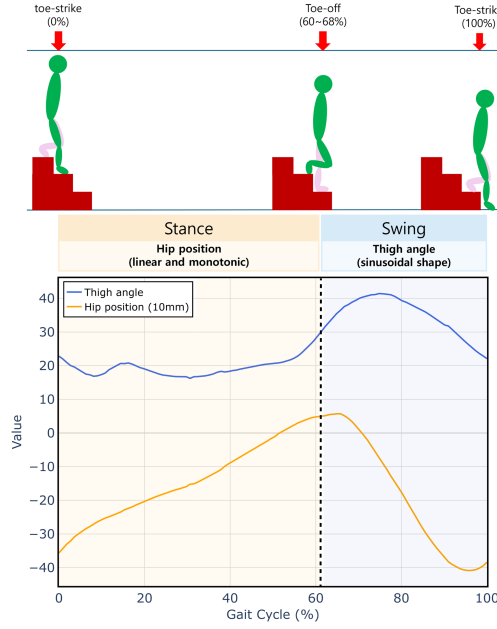 toe-strike
(0%)
Toe-off
(60~68%)
Toe-strike
(100%)
Stance
Swing
Hip position
(linear and monotonic)
Thigh angle
(sinusoidal shape)
Thigh angle
Hip position (10mm)
40
30
20
10
0
−10
−20
−30
−40
Value
0
20
40
60
80
100
Gait Cycle (%)